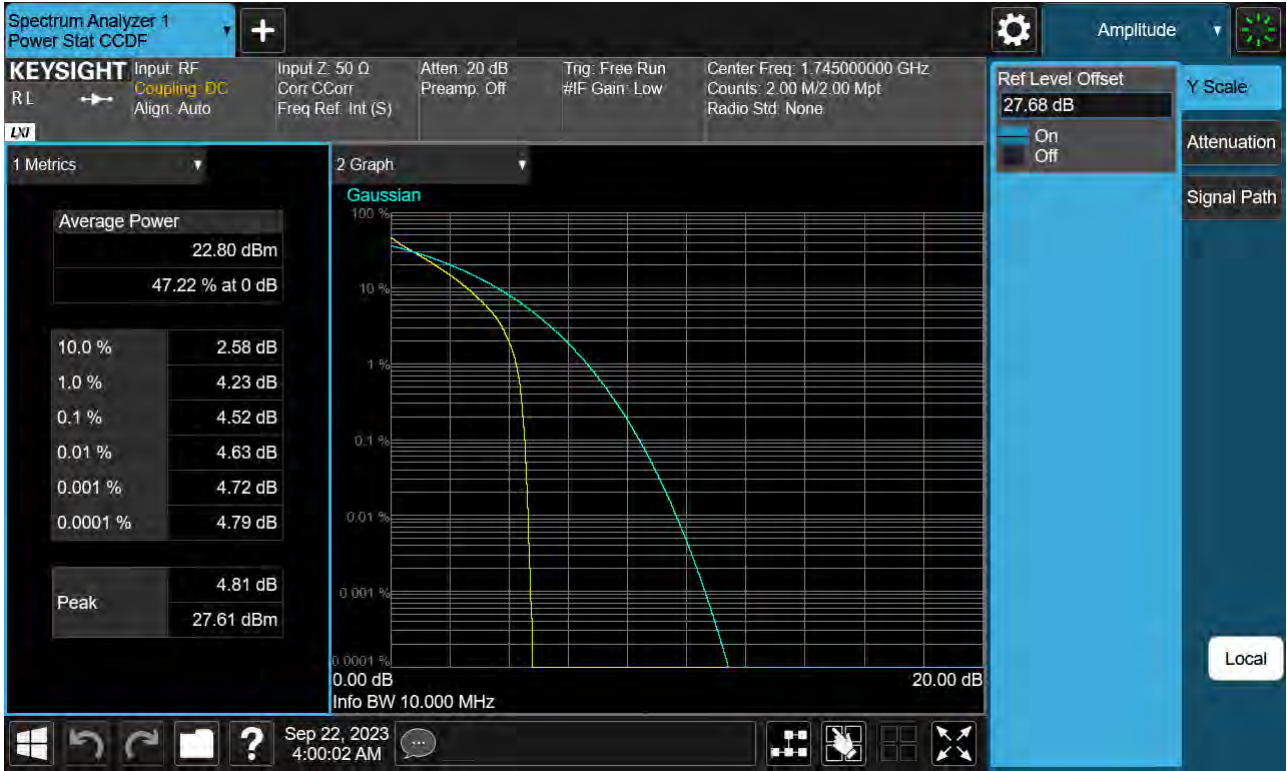 Spectrum Analyzer 1
Power Stat CCDF
+
Amplitude
KEYSIGHT
RL
LXI
Input: RF
Coupling: DC
Align: Auto
Input Z: 50 Ω
Corr CCorr
Freq Ref: Int (S)
Atten: 20 dB
Preamp: Off
Trig: Free Run
#IF Gain: Low
Center Freq: 1.745000000 GHz
Counts: 2.00 M/2.00 Mpt
Radio Std: None
Ref Level Offset
27.68 dB
On
Off
Y Scale
Attenuation
Signal Path
Local
1 Metrics
Average Power
22.80 dBm
47.22 % at 0 dB
10.0 % 2.58 dB
1.0 % 4.23 dB
0.1 % 4.52 dB
0.01 % 4.63 dB
0.001 % 4.72 dB
0.0001 % 4.79 dB
Peak
4.81 dB
27.61 dBm
2 Graph
Gaussian
100 %
10 %
1 %
0.1 %
0.01 %
0.001 %
0.0001 %
0.00 dB 20.00 dB
Info BW 10.000 MHz
?
Sep 22, 2023
4:00:02 AM